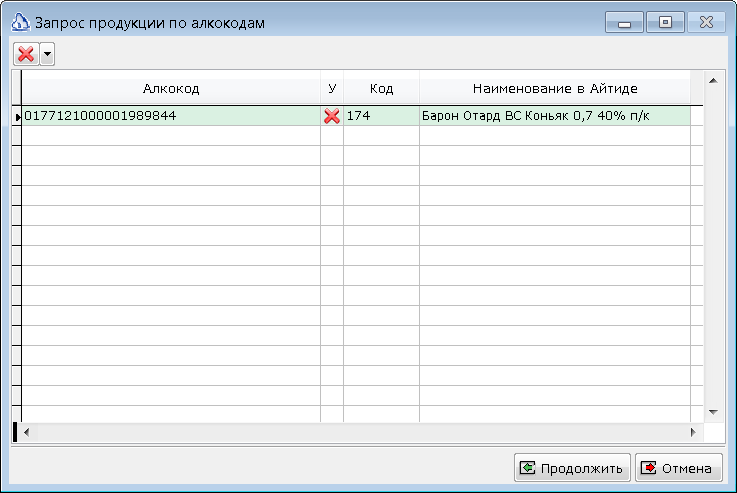 Запрос продукции по алкокодам
Алкокод У Код Наименование в Айтиде
0177121000001989844 174 Барон Отард ВС Коньяк 0,7 40% п/к
Продолжить Отмена